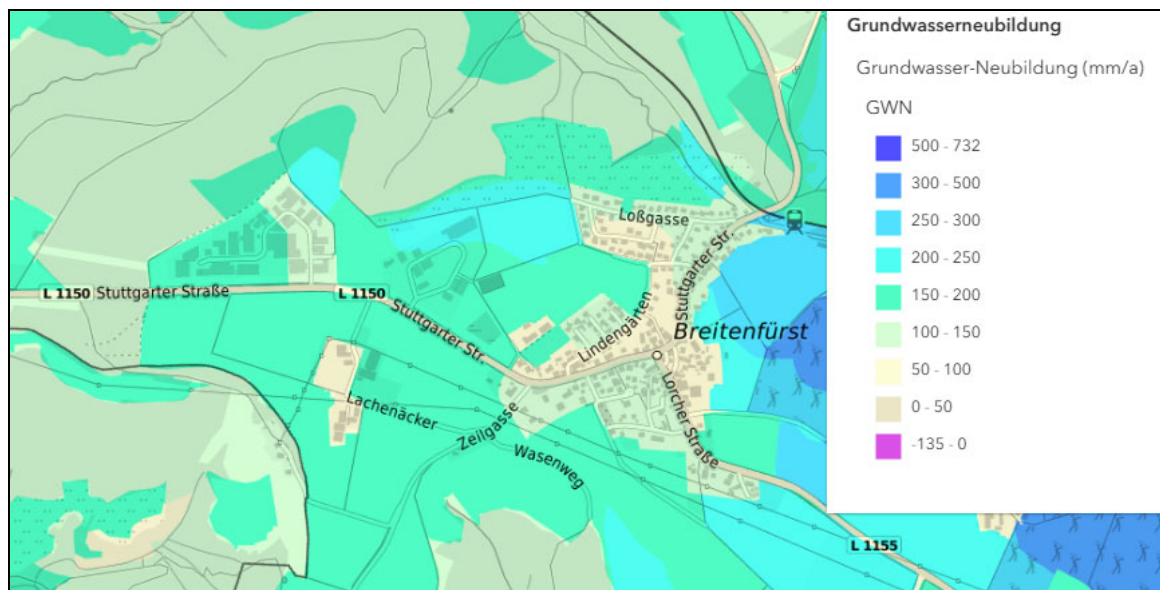 Grundwasserneubildung
Grundwasser-Neubildung (mm/a)
GWN
500 - 732
300 - 500
250 - 300
200 - 250
150 - 200
100 - 150
50 - 100
0 - 50
-135 - 0
Loßgasse
Stuttgarter Str.
L 1150 Stuttgarter Straße
L 1150
Stuttgarter Str.
Lindengärten
Breitenfürst
Lachenäcker
Zeilgasse
Lorcher Straße
Wasenweg
L 1155